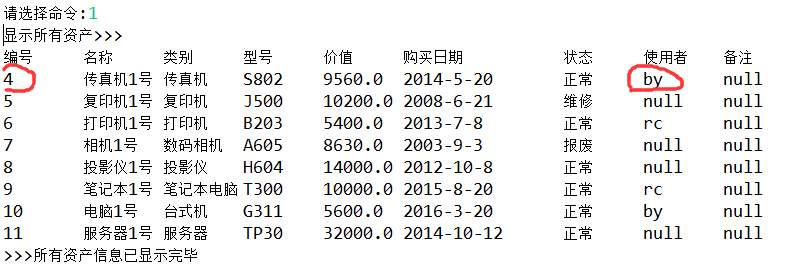 请选择命令:1
显示所有资产>>>
编号 名称 类别 型号 价值 购买日期 状态 使用者 备注
4 传真机1号 传真机 S802 9560.0 2014-5-20 正常 by null
5 复印机1号 复印机 J500 10200.0 2008-6-21 维修 null null
6 打印机1号 打印机 B203 5400.0 2013-7-8 正常 rc null
7 相机1号 数码相机 A605 8630.0 2003-9-3 报废 null null
8 投影仪1号 投影仪 H604 14000.0 2012-10-8 正常 null null
9 笔记本1号 笔记本电脑 T300 10000.0 2015-8-20 正常 rc null
10 电脑1号 台式机 G311 5600.0 2016-3-20 正常 by null
11 服务器1号 服务器 TP30 32000.0 2014-10-12 正常 null null
>>>所有资产信息已显示完毕